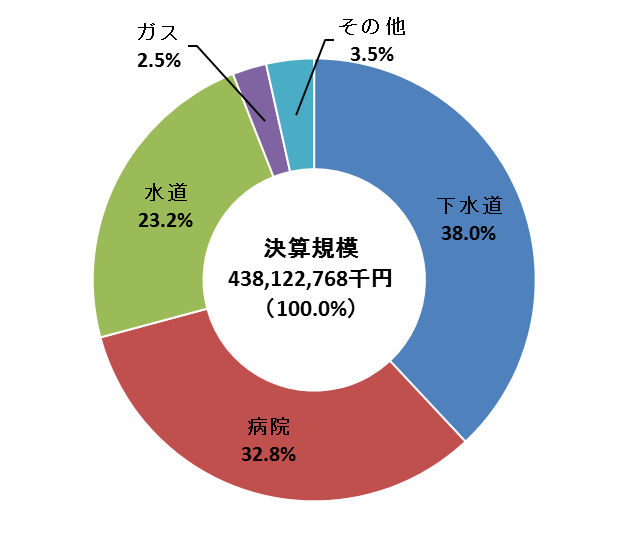 ガス
2.5%
その他
3.5%
下水道
38.0%
水道
23.2%
決算規模
438,122,768千円
（100.0%）
病院
32.8%